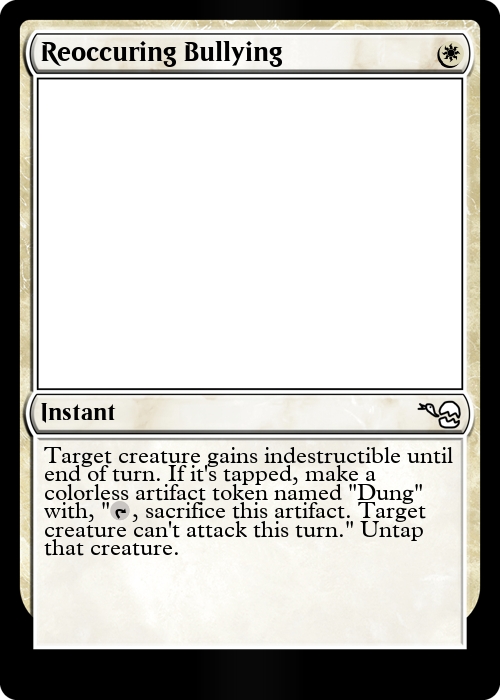 Reoccuring Bullying
Instant
Target creature gains indestructible until
end of turn. If it's tapped, make a
colorless artifact token named "Dung"
with, " , sacrifice this artifact. Target
creature can't attack this turn." Untap
that creature.